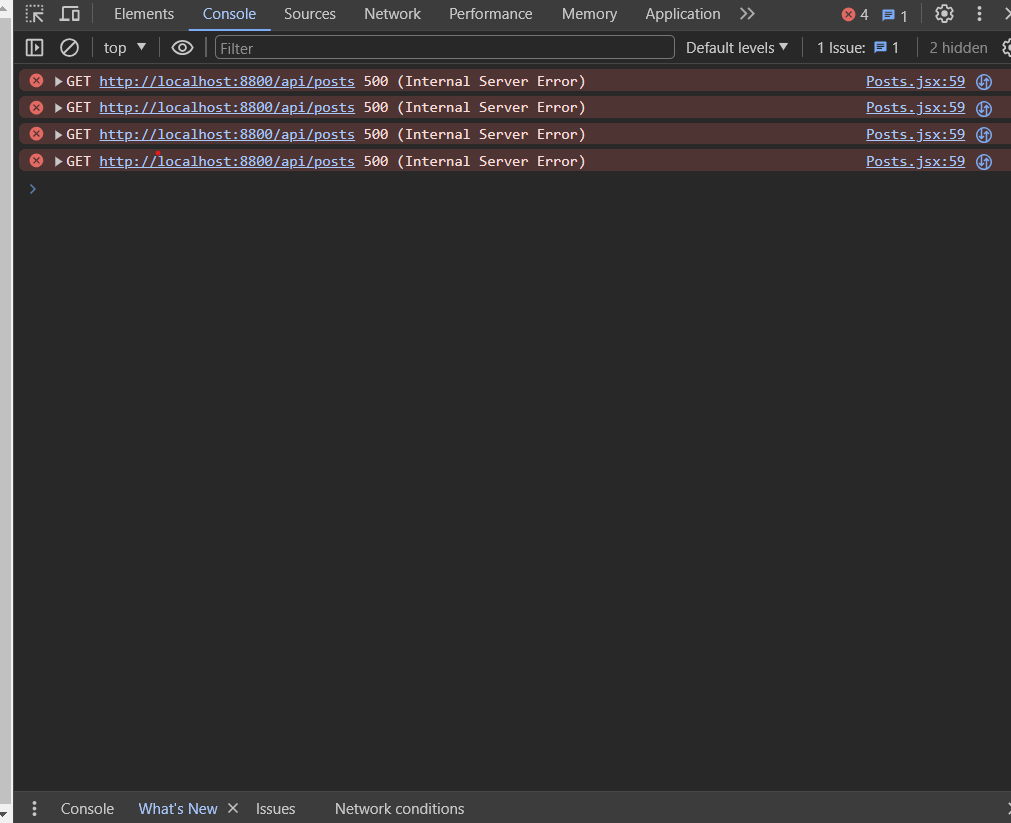 Elements Console Sources Network Performance Memory Application 4 1
top Filter Default levels 1 Issue: 1 2 hidden
GET http://localhost:8800/api/posts 500 (Internal Server Error) Posts.jsx:59
GET http://localhost:8800/api/posts 500 (Internal Server Error) Posts.jsx:59
GET http://localhost:8800/api/posts 500 (Internal Server Error) Posts.jsx:59
GET http://localhost:8800/api/posts 500 (Internal Server Error) Posts.jsx:59
Console What's New Issues Network conditions